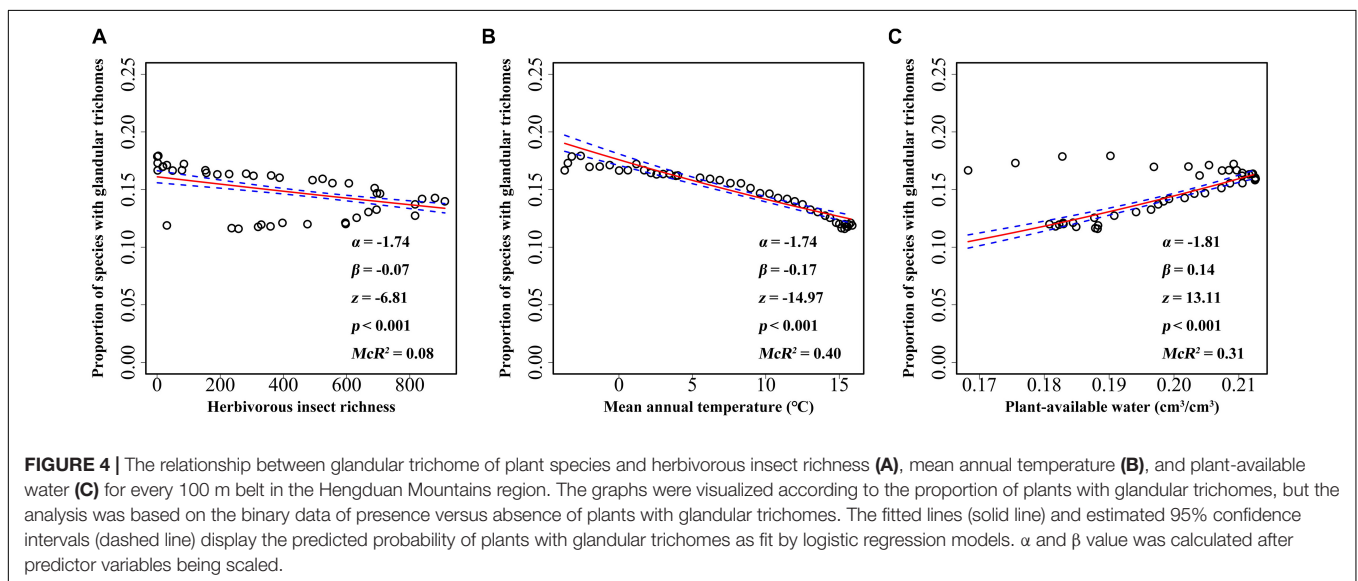 A
Proportion of species with glandular trichomes
0.00 0.05 0.10 0.15 0.20 0.25
α = -1.74
β = -0.07
z = -6.81
p < 0.001
McR² = 0.08
0 200 400 600 800
Herbivorous insect richness
B
Proportion of species with glandular trichomes
0.00 0.05 0.10 0.15 0.20 0.25
α = -1.74
β = -0.17
z = -14.97
p < 0.001
McR² = 0.40
0 5 10 15
Mean annual temperature (°C)
C
Proportion of species with glandular trichomes
0.00 0.05 0.10 0.15 0.20 0.25
α = -1.81
β = 0.14
z = 13.11
p < 0.001
McR² = 0.31
0.17 0.18 0.19 0.20 0.21
Plant-available water (cm³/cm³)
FIGURE 4 | The relationship between glandular trichome of plant species and herbivorous insect richness (A), mean annual temperature (B), and plant-available
water (C) for every 100 m belt in the Hengduan Mountains region. The graphs were visualized according to the proportion of plants with glandular trichomes, but the
analysis was based on the binary data of presence versus absence of plants with glandular trichomes. The fitted lines (solid line) and estimated 95% confidence
intervals (dashed line) display the predicted probability of plants with glandular trichomes as fit by logistic regression models. α and β value was calculated after
predictor variables being scaled.